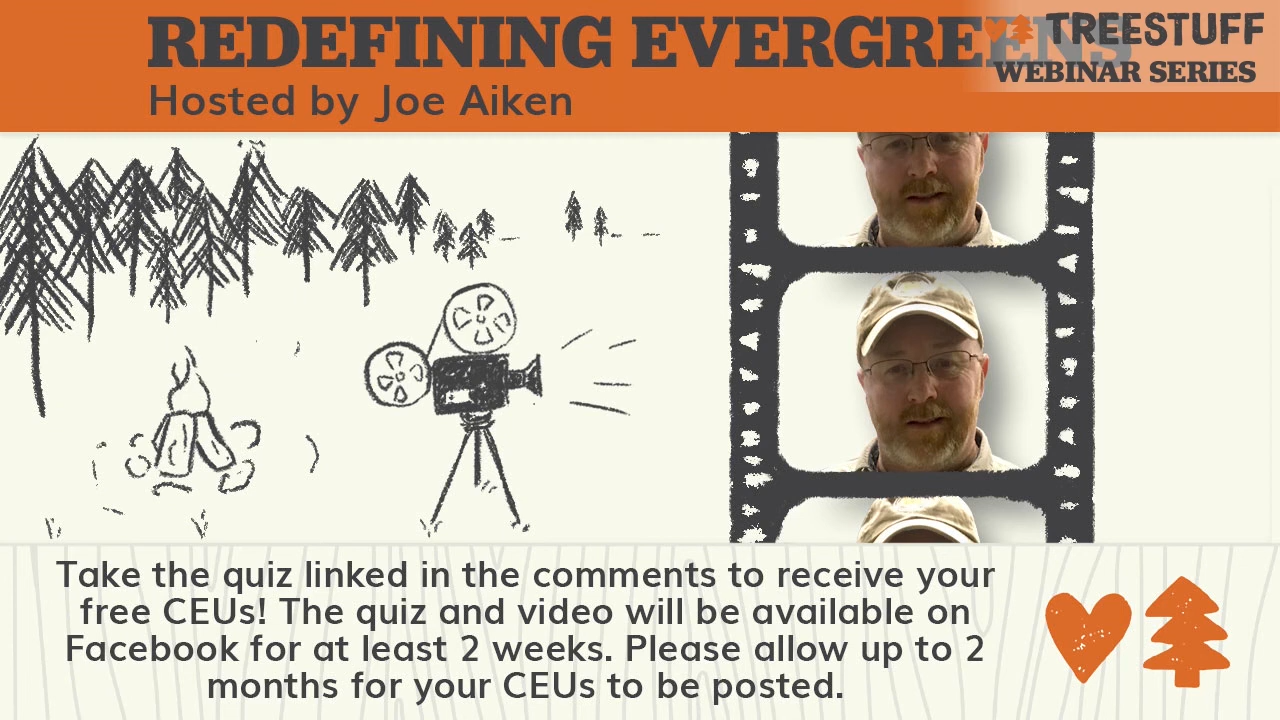 REDEFINING EVERGREENS
TREESTUFF
WEBINAR SERIES
Hosted by Joe Aiken
Take the quiz linked in the comments to receive your
free CEUs! The quiz and video will be available on
Facebook for at least 2 weeks. Please allow up to 2
months for your CEUs to be posted.